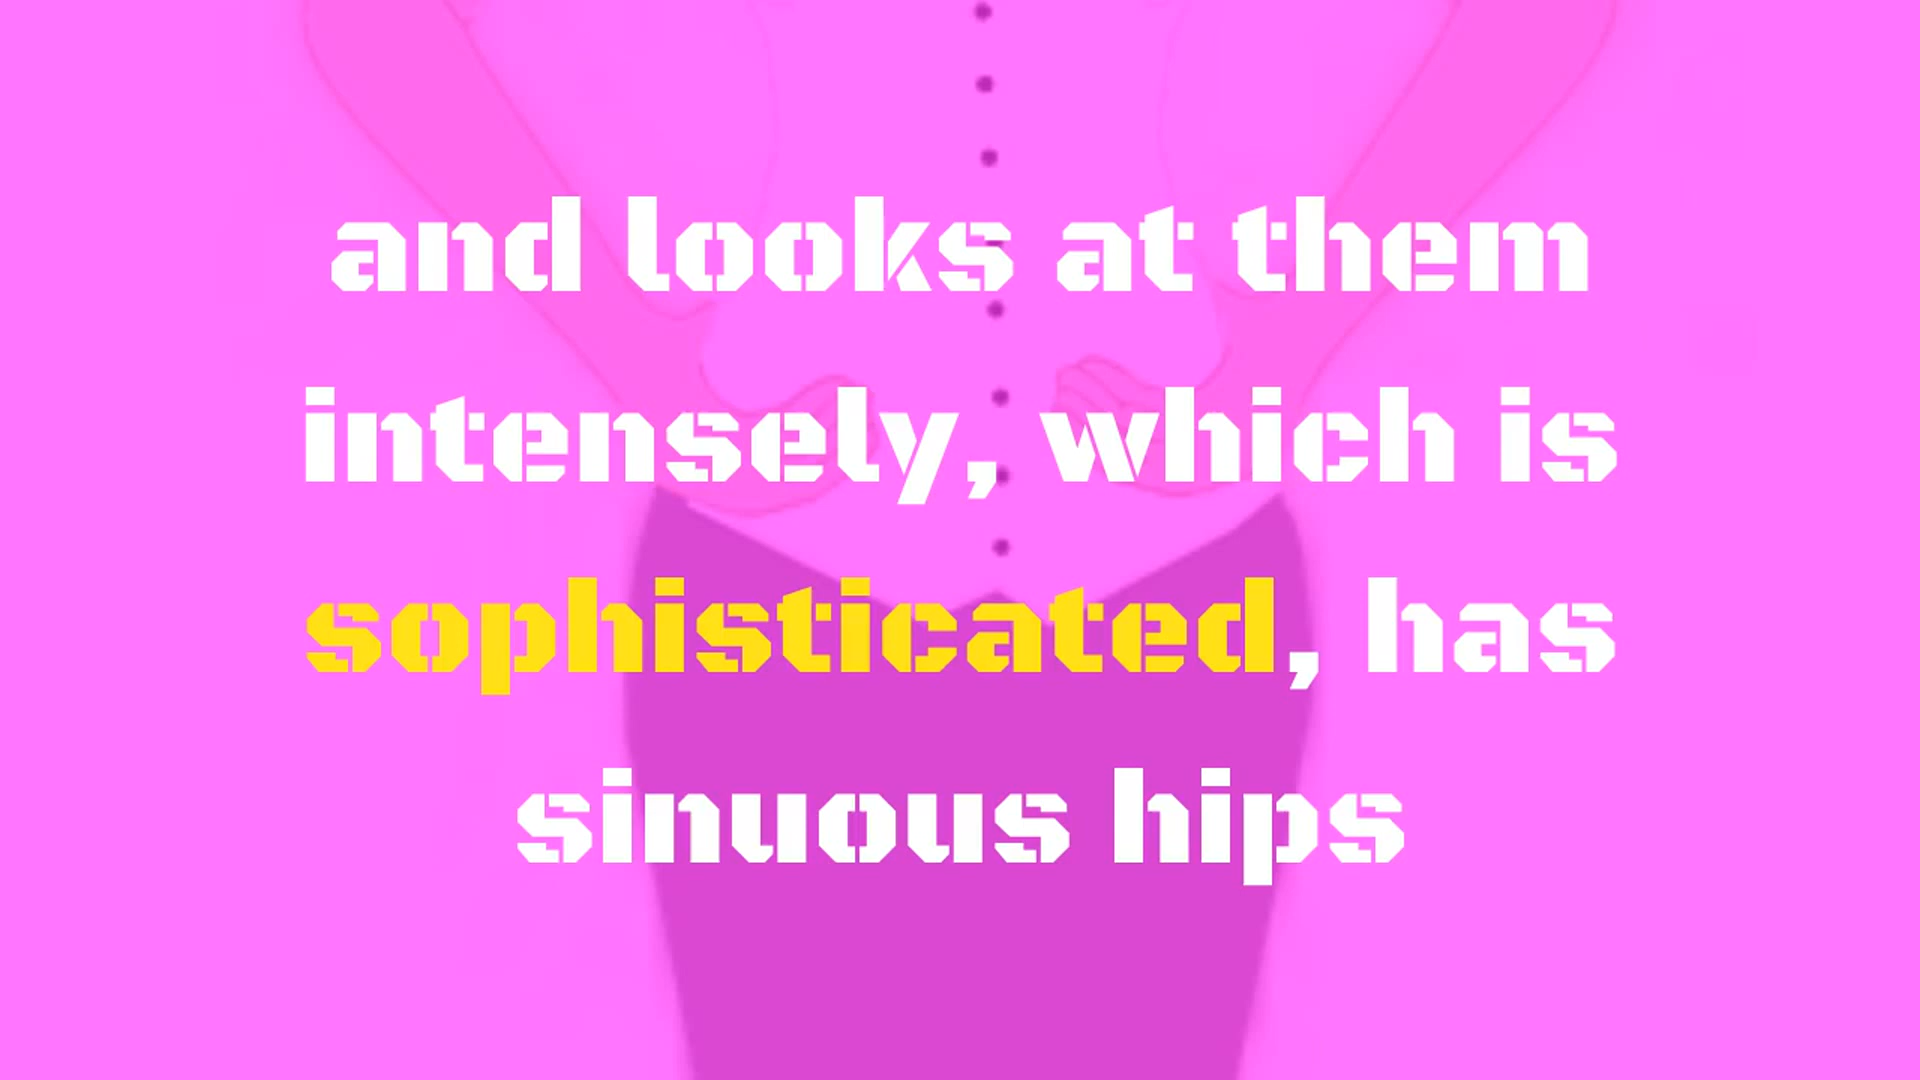 and looks at them
intensely, which is
sophisticated, has
sinuous hips